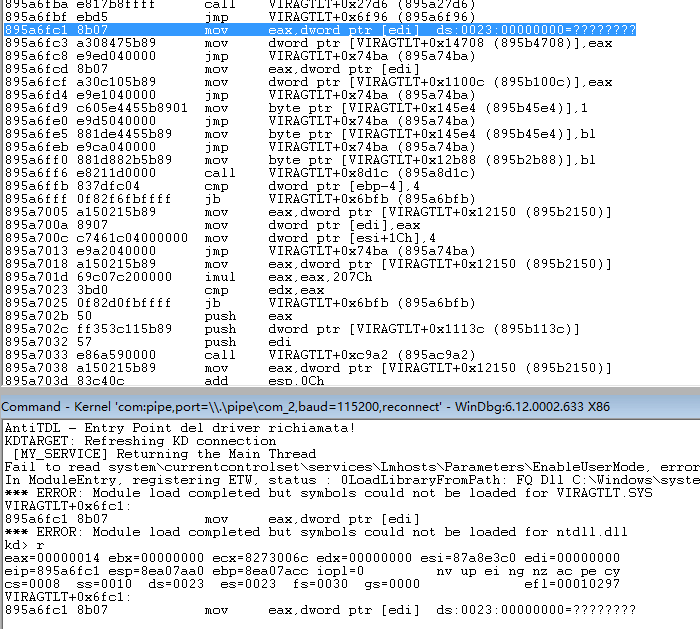 895a6fba e817b8ffff call VIRAGTLT+0x27d6 (895a27d6)
895a6fbf ebd5 jmp VIRAGTLT+0x6f96 (895a6f96)
895a6fc1 8b07 mov eax,dword ptr [edi] ds:0023:00000000=????????
895a6fc3 a308475b89 mov dword ptr [VIRAGTLT+0x14708 (895b4708)],eax
895a6fc8 e9ed040000 jmp VIRAGTLT+0x74ba (895a74ba)
895a6fcd 8b07 mov eax,dword ptr [edi]
895a6fcf a30c105b89 mov dword ptr [VIRAGTLT+0x1100c (895b100c)],eax
895a6fd4 e9e1040000 jmp VIRAGTLT+0x74ba (895a74ba)
895a6fd9 c605e4455b8901 mov byte ptr [VIRAGTLT+0x145e4 (895b45e4)],1
895a6fe0 e9d5040000 jmp VIRAGTLT+0x74ba (895a74ba)
895a6fe5 881de4455b89 mov byte ptr [VIRAGTLT+0x145e4 (895b45e4)],bl
895a6feb e9ca040000 jmp VIRAGTLT+0x74ba (895a74ba)
895a6ff0 881d882b5b89 mov byte ptr [VIRAGTLT+0x12b88 (895b2b88)],bl
895a6ff6 e8211d0000 call VIRAGTLT+0x8d1c (895a8d1c)
895a6ffb 837dfc04 cmp dword ptr [ebp-4],4
895a6fff 0f82f6fbffff jb VIRAGTLT+0x6bfb (895a6bfb)
895a7005 a150215b89 mov eax,dword ptr [VIRAGTLT+0x12150 (895b2150)]
895a700a 8907 mov dword ptr [edi],eax
895a700c c7461c04000000 mov dword ptr [esi+1Ch],4
895a7013 e9a2040000 jmp VIRAGTLT+0x74ba (895a74ba)
895a7018 a150215b89 mov eax,dword ptr [VIRAGTLT+0x12150 (895b2150)]
895a701d 69c07c200000 imul eax,eax,207Ch
895a7023 3bd0 cmp edx,eax
895a7025 0f82d0fbffff jb VIRAGTLT+0x6bfb (895a6bfb)
895a702b 50 push eax
895a702c ff353c115b89 push dword ptr [VIRAGTLT+0x1113c (895b113c)]
895a7032 57 push edi
895a7033 e86a590000 call VIRAGTLT+0xc9a2 (895ac9a2)
895a7038 a150215b89 mov eax,dword ptr [VIRAGTLT+0x12150 (895b2150)]
895a703d 83c40c add esp,0Ch
Command - Kernel 'com:pipe,port=\\.\pipe\com_2,baud=115200,reconnect' - WinDbg:6.12.0002.633 X86
AntiTDL - Entry Point del driver richiamata!
KDTARGET: Refreshing KD connection
[MY_SERVICE] Returning the Main Thread
Fail to read system\currentcontrolset\services\Lmhosts\Parameters\EnableUserMode, error
In ModuleEntry, registering ETW, status : 0LoadLibraryFromPath: FQ Dll C:\Windows\syste
*** ERROR: Module load completed but symbols could not be loaded for VIRAGTLT.SYS
VIRAGTLT+0x6fc1:
895a6fc1 8b07 mov eax,dword ptr [edi]
*** ERROR: Module load completed but symbols could not be loaded for ntdll.dll
kd> r
eax=00000014 ebx=00000000 ecx=8273006c edx=00000000 esi=87a8e3c0 edi=00000000
eip=895a6fc1 esp=8ea07aa0 ebp=8ea07acc iopl=0 nv up ei ng nz ac pe cy
cs=0008 ss=0010 ds=0023 es=0023 fs=0030 gs=0000 efl=00010297
VIRAGTLT+0x6fc1:
895a6fc1 8b07 mov eax,dword ptr [edi] ds:0023:00000000=????????